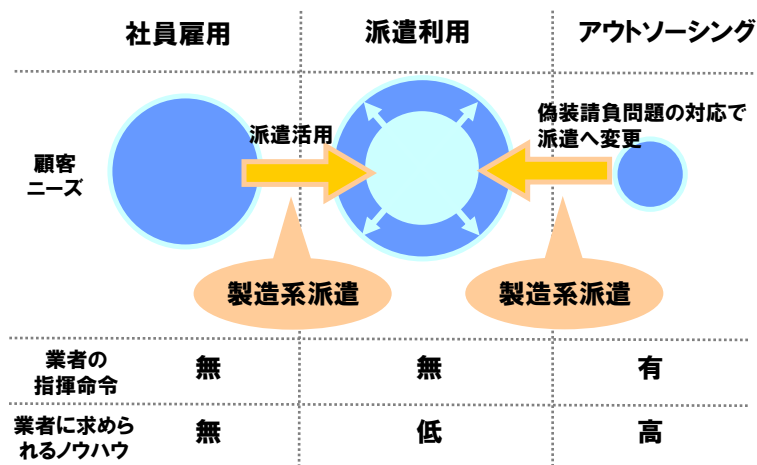 社員雇用
派遣利用
アウトソーシング
顧客
ニーズ
派遣活用
偽装請負問題の対応で
派遣へ変更
製造系派遣
製造系派遣
業者の
指揮命令
無
無
有
業者に求めら
れるノウハウ
無
低
高